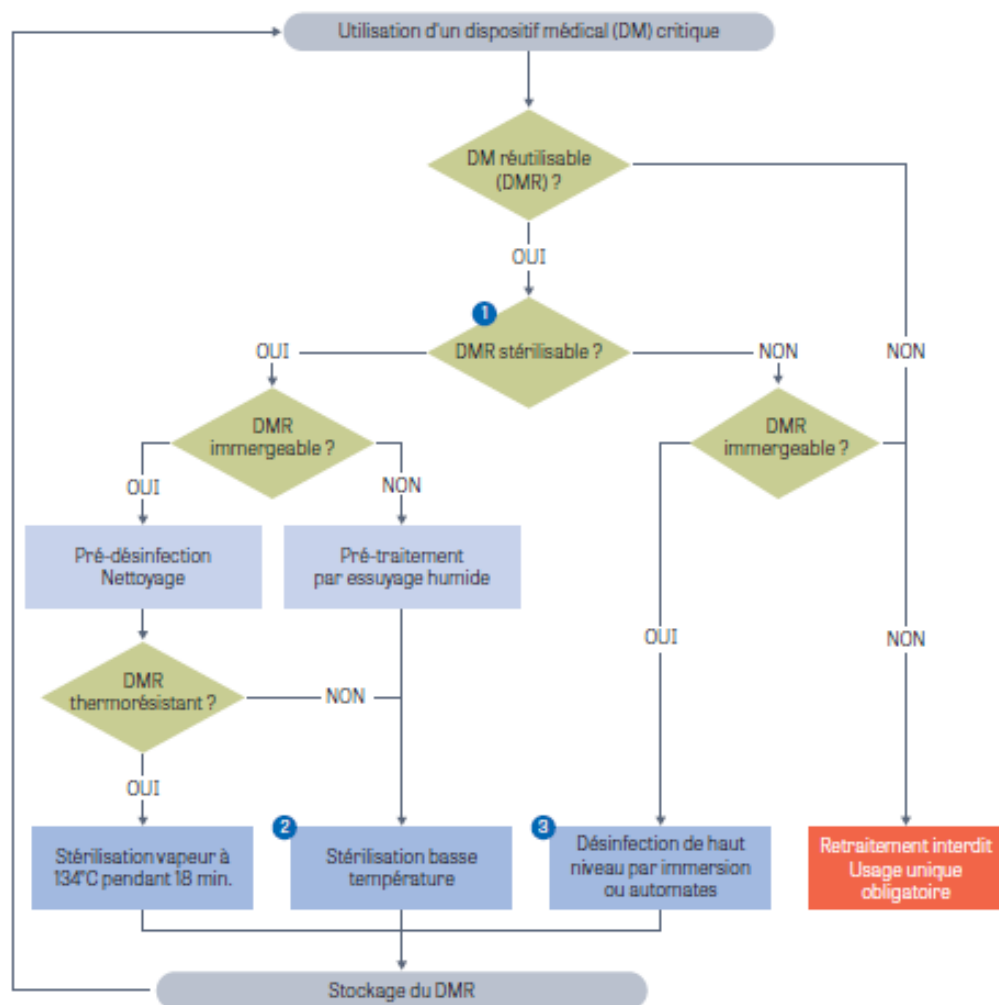 Utilisation d'un dispositif médical (DM) critique
DM réutilisable
(DMR) ?
OUI
NON
1
DMR stérilisable ?
OUI
NON
DMR
immergeable ?
DMR
immergeable ?
OUI
NON
Pré-désinfection
Nettoyage
Pré-traitement
par essuyage humide
OUI
NON
DMR
thermorésistant ?
NON
OUI
Stérilisation vapeur à
134°C pendant 18 min.
2
Stérilisation basse
température
3
Désinfection de haut
niveau par immersion
ou automates
Retraitement interdit
Usage unique
obligatoire
Stockage du DMR